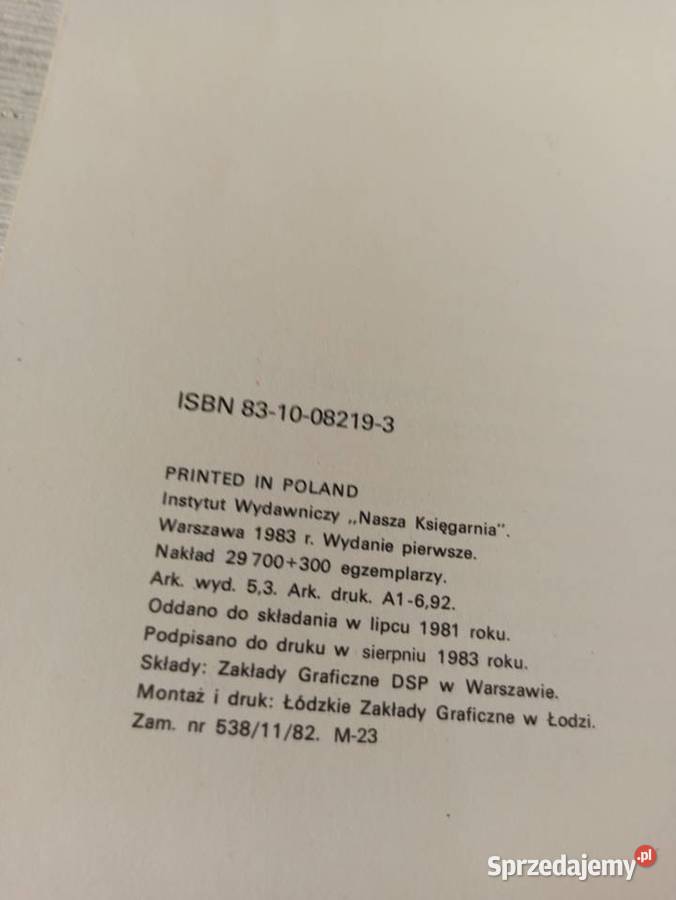 ISBN 83-10-08219-3
PRINTED IN POLAND
Instytut Wydawniczy „Nasza Księgarnia".
Warszawa 1983 r. Wydanie pierwsze.
Nakład 29 700+300 egzemplarzy.
Ark. wyd. 5,3. Ark. druk. A1-6,92.
Oddano do składania w lipcu 1981 roku.
Podpisano do druku w sierpniu 1983 roku.
Składy: Zakłady Graficzne DSP w Warszawie.
Montaż i druk: Łódzkie Zakłady Graficzne w Łodzi.
Zam. nr 538/11/82. M-23
Sprzedajemy.pl